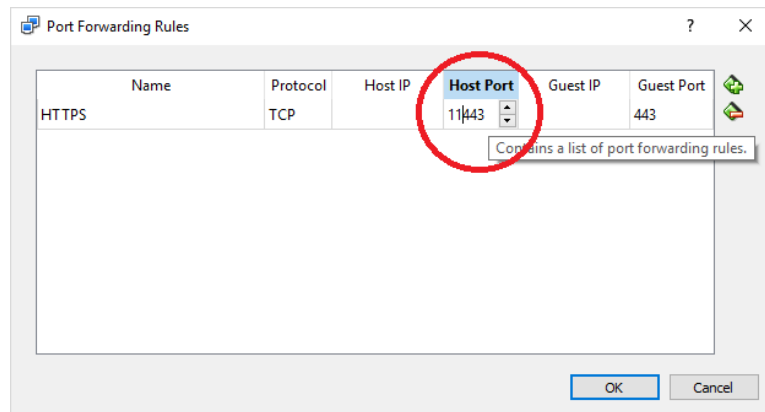 Port Forwarding Rules ?
Name Protocol Host IP Host Port Guest IP Guest Port
HTTPS TCP 11443 443
Contains a list of port forwarding rules.
OK Cancel